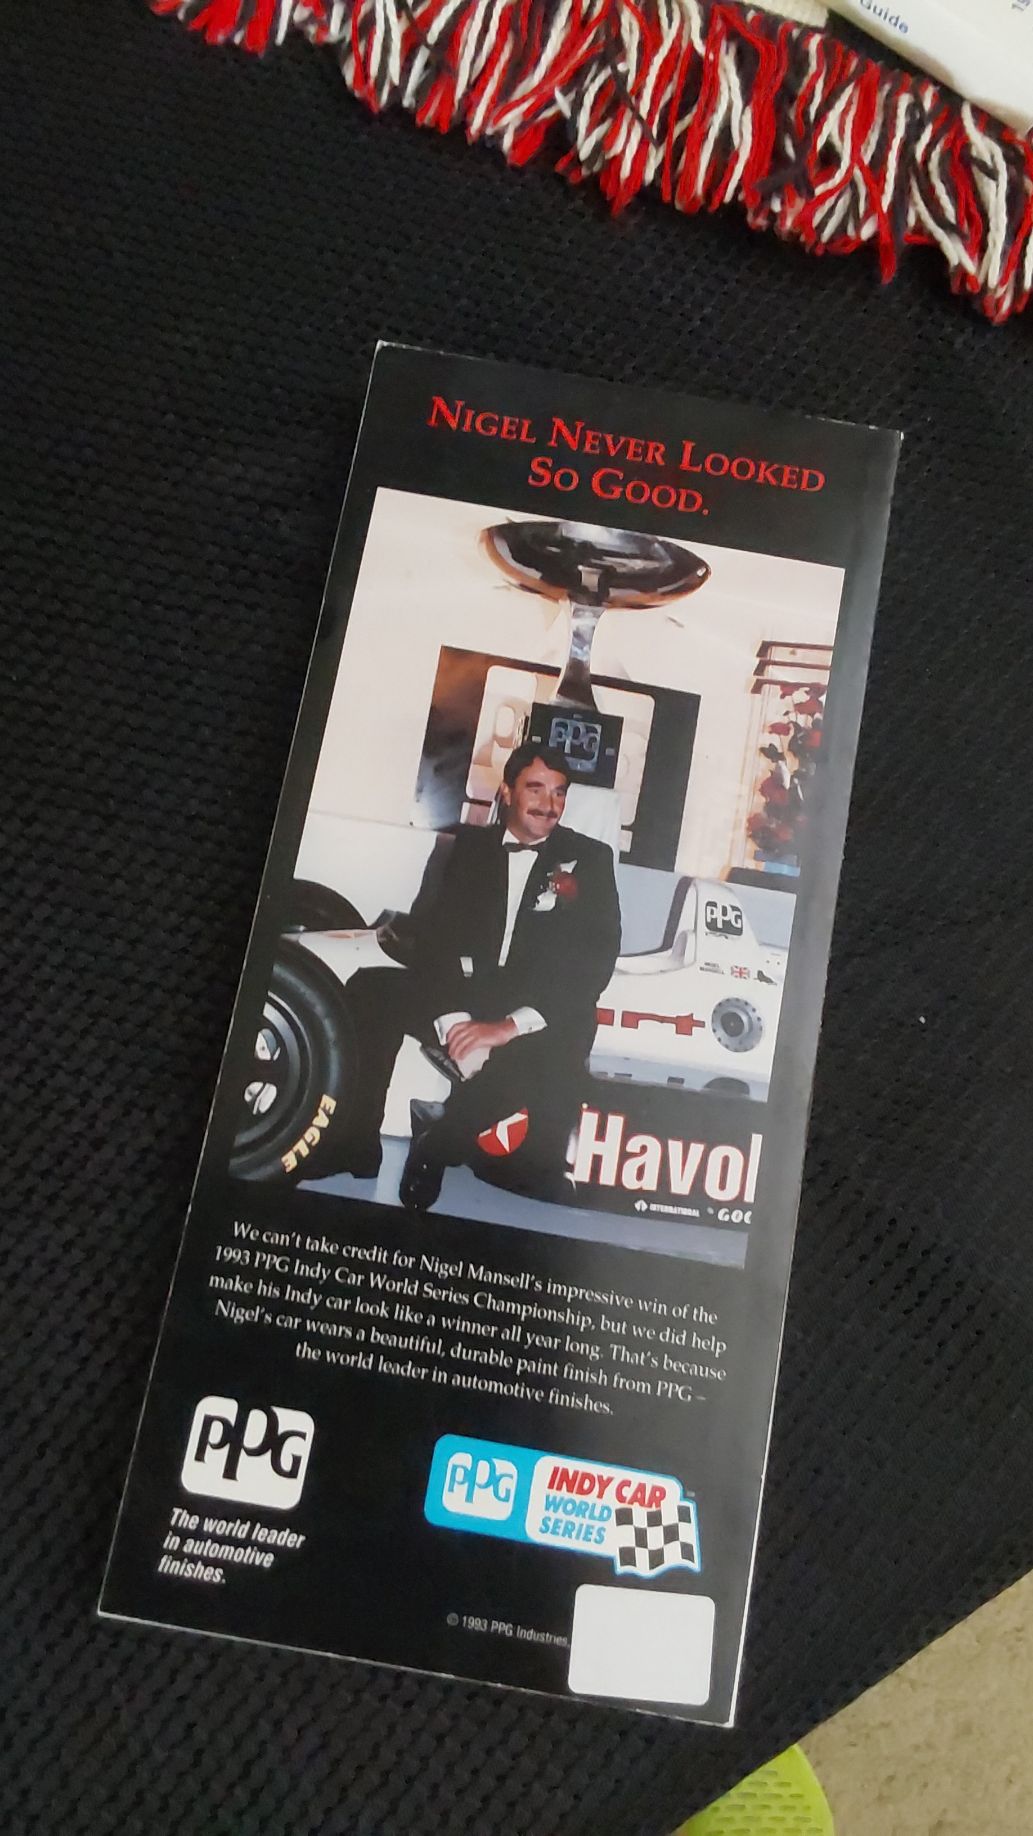 Guide
NIGEL NEVER LOOKED
SO GOOD.
PPG
PPG
EAGLE
Havol
INTERNATIONAL
GOO
We can't take credit for Nigel Mansell's impressive win of the
1993 PPG Indy Car World Series Championship, but we did help
make his Indy car look like a winner all year long. That's because
Nigel's car wears a beautiful, durable paint finish from PPG –
the world leader in automotive finishes.
PPG
The world leader
in automotive
finishes.
PPG
INDY CAR
WORLD
SERIES
© 1993 PPG Industries,